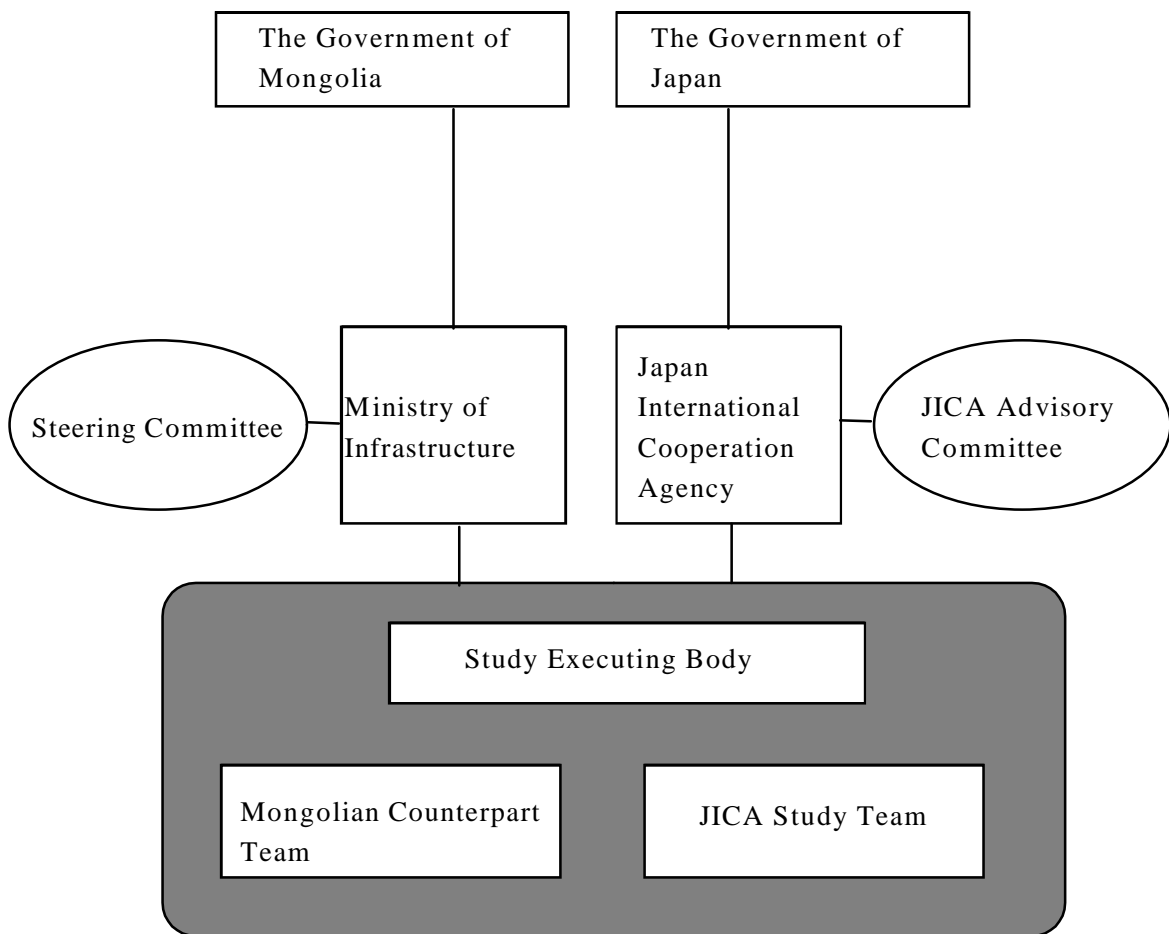 The Government of
Mongolia
The Government of
Japan
Steering Committee
Ministry of
Infrastructure
Japan
International
Cooperation
Agency
JICA Advisory
Committee
Study Executing Body
Mongolian Counterpart
Team
JICA Study Team